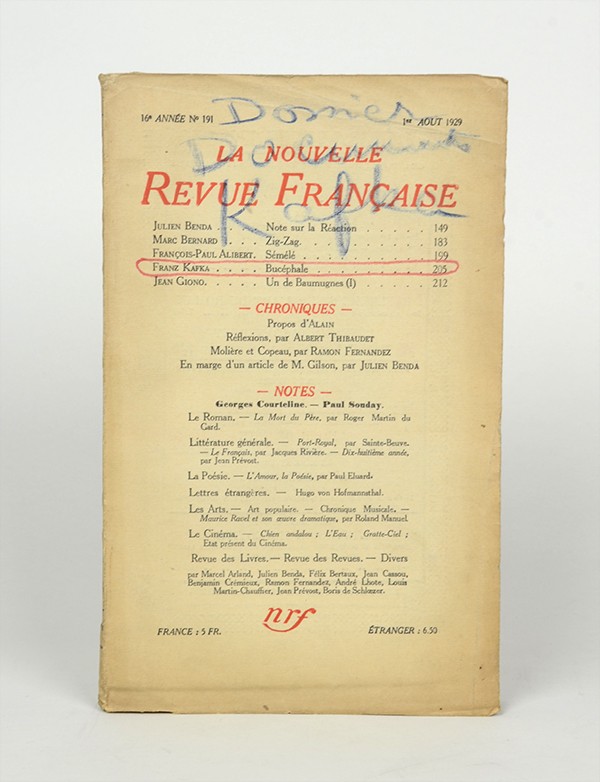 16e ANNÉE No 191
1er AOUT 1929
Dossier
Documents
Kafka
LA NOUVELLE
REVUE FRANÇAISE
JULIEN BENDA . . . . Note sur la Réaction . . . . . 149
MARC BERNARD . . . . Zig-Zag. . . . . . . . . . 183
FRANÇOIS-PAUL ALIBERT. Sémélé . . . . . . . . . . 199
FRANZ KAFKA . . . . . Bucéphale . . . . . . . . . . 205
JEAN GIONO. . . . . Un de Baumugnes (I) . . . . . 212
— CHRONIQUES —
Propos d'ALAIN
Réflexions, par ALBERT THIBAUDET
Molière et Copeau, par RAMON FERNANDEZ
En marge d'un article de M. Gilson, par JULIEN BENDA
— NOTES —
Georges Courteline. — Paul Souday.
Le Roman. — La Mort du Père, par Roger Martin du
Gard.
Littérature générale. — Port-Royal, par Sainte-Beuve.
— Le Français, par Jacques Rivière. — Dix-huitième année,
par Jean Prévost.
La Poésie. — L'Amour, la Poésie, par Paul Eluard.
Lettres étrangères. — Hugo von Hofmannsthal.
Les Arts. — Art populaire. — Chronique Musicale. —
Maurice Ravel et son œuvre dramatique, par Roland Manuel.
Le Cinéma. — Chien andalou ; L'Eau ; Gratte-Ciel ;
Etat présent du Cinéma.
Revue des Livres. — Revue des Revues. — Divers
par Marcel Arland, Julien Benda, Félix Bertaux, Jean Cassou,
Benjamin Crémieux, Ramon Fernandez, André Lhote, Louis
Martin-Chauffier, Jean Prévost, Boris de Schlœzer.
nrf
FRANCE : 5 FR.
ÉTRANGER : 6.50